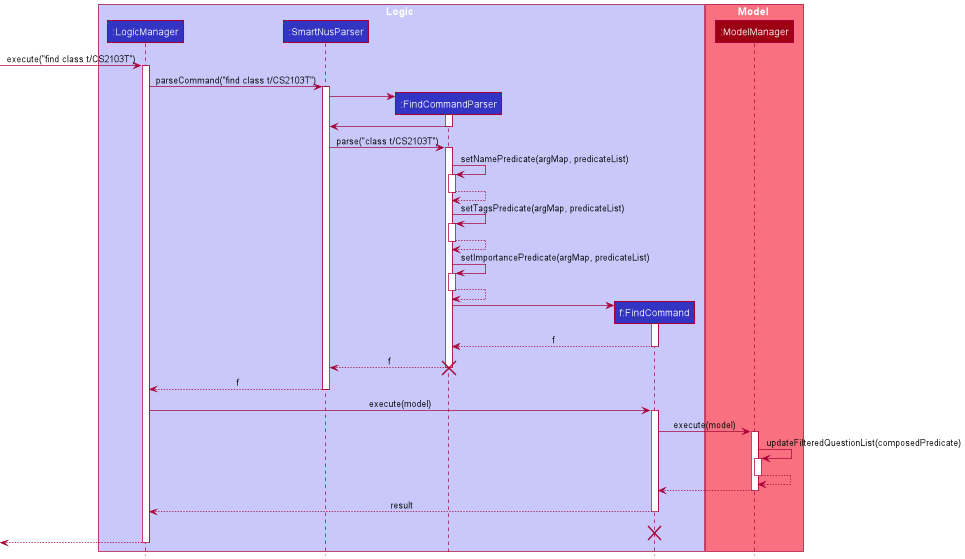 Logic
Model
:LogicManager
:SmartNusParser
:ModelManager
execute("find class t/CS2103T")
parseCommand("find class t/CS2103T")
:FindCommandParser
parse("class t/CS2103T")
setNamePredicate(argMap, predicateList)
setTagsPredicate(argMap, predicateList)
setImportancePredicate(argMap, predicateList)
f:FindCommand
f
f
f
execute(model)
execute(model)
updateFilteredQuestionList(composedPredicate)
result